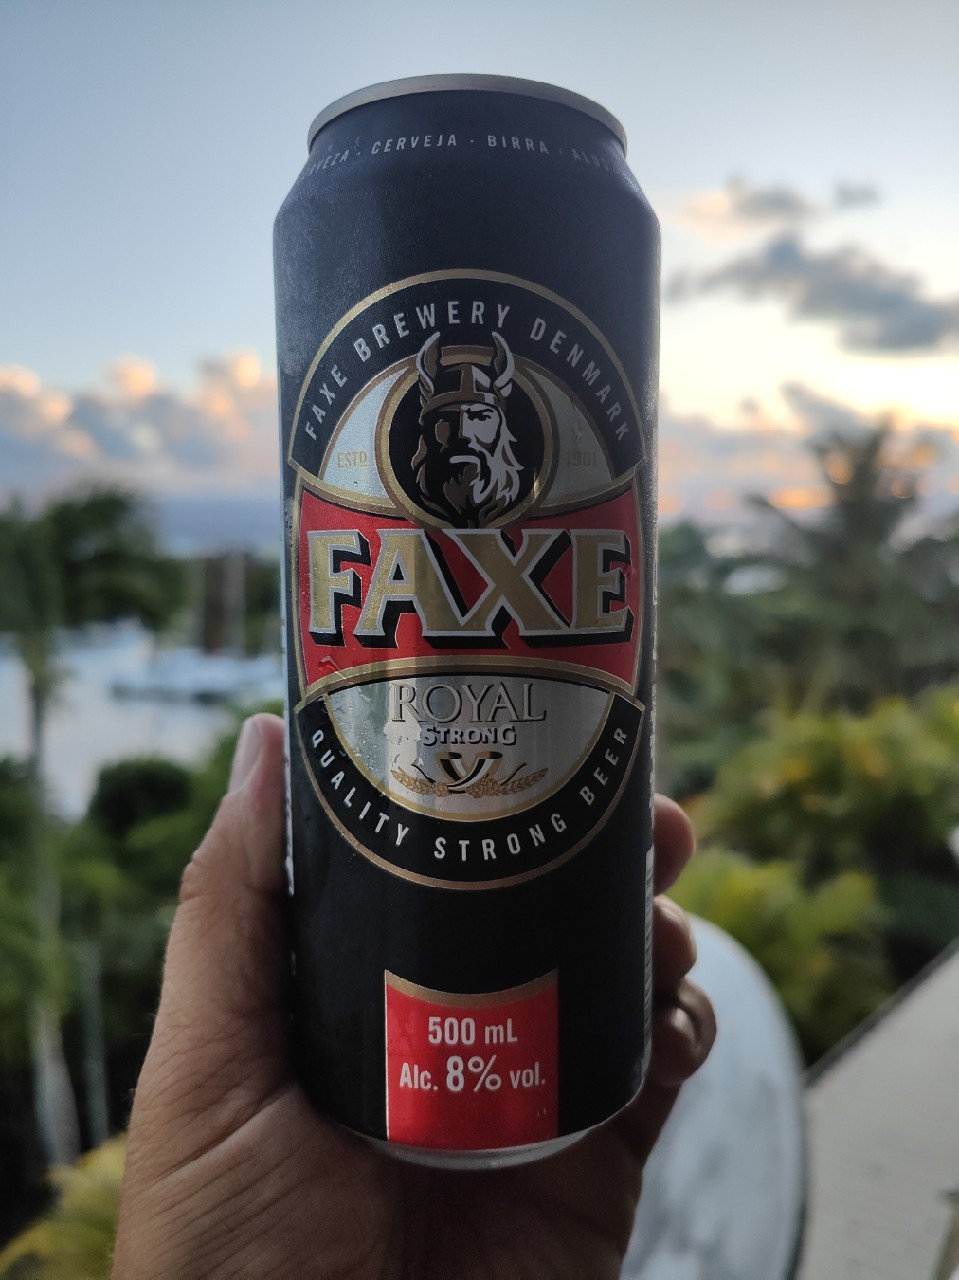 CERVEJA · BIRRA
FAXE BREWERY DENMARK
ESTD 1901
FAXE
ROYAL
STRONG
QUALITY STRONG BEER
500 mL
Alc. 8% vol.